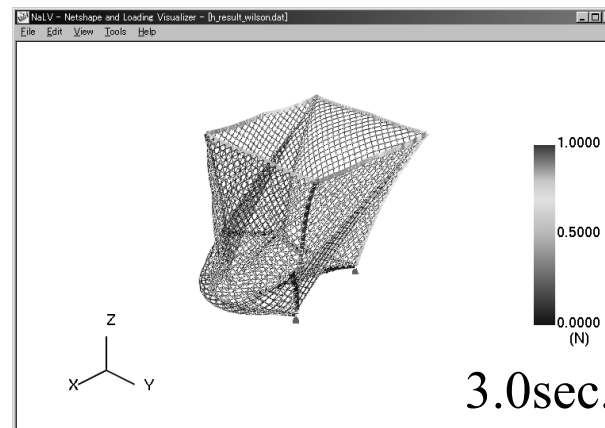 NaLV - Netshape and Loading Visualizer - [h_result_wilson.dat]
File Edit View Tools Help
1.0000
0.5000
0.0000
(N)
Z
X Y
3.0sec.